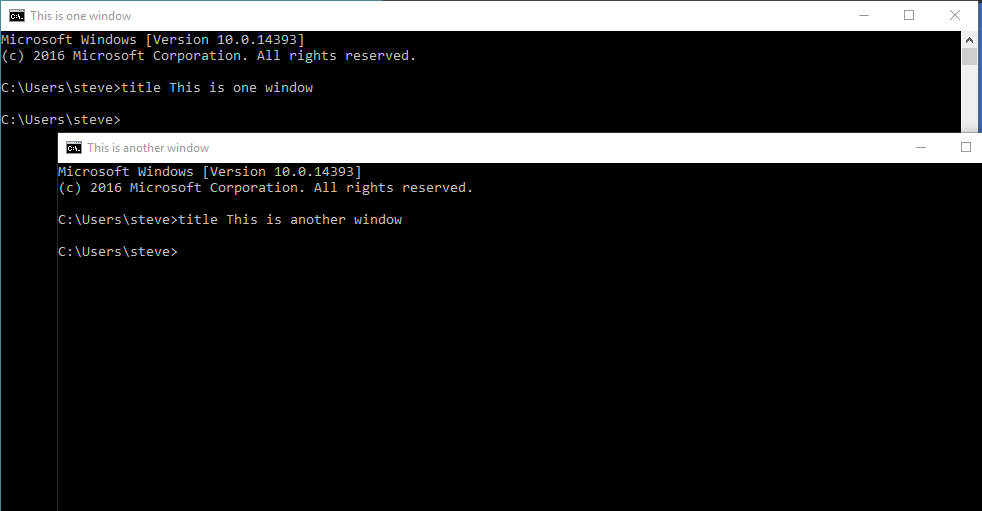 This is one window
Microsoft Windows [Version 10.0.14393]
(c) 2016 Microsoft Corporation. All rights reserved.
C:\Users\steve>title This is one window
C:\Users\steve>
This is another window
Microsoft Windows [Version 10.0.14393]
(c) 2016 Microsoft Corporation. All rights reserved.
C:\Users\steve>title This is another window
C:\Users\steve>